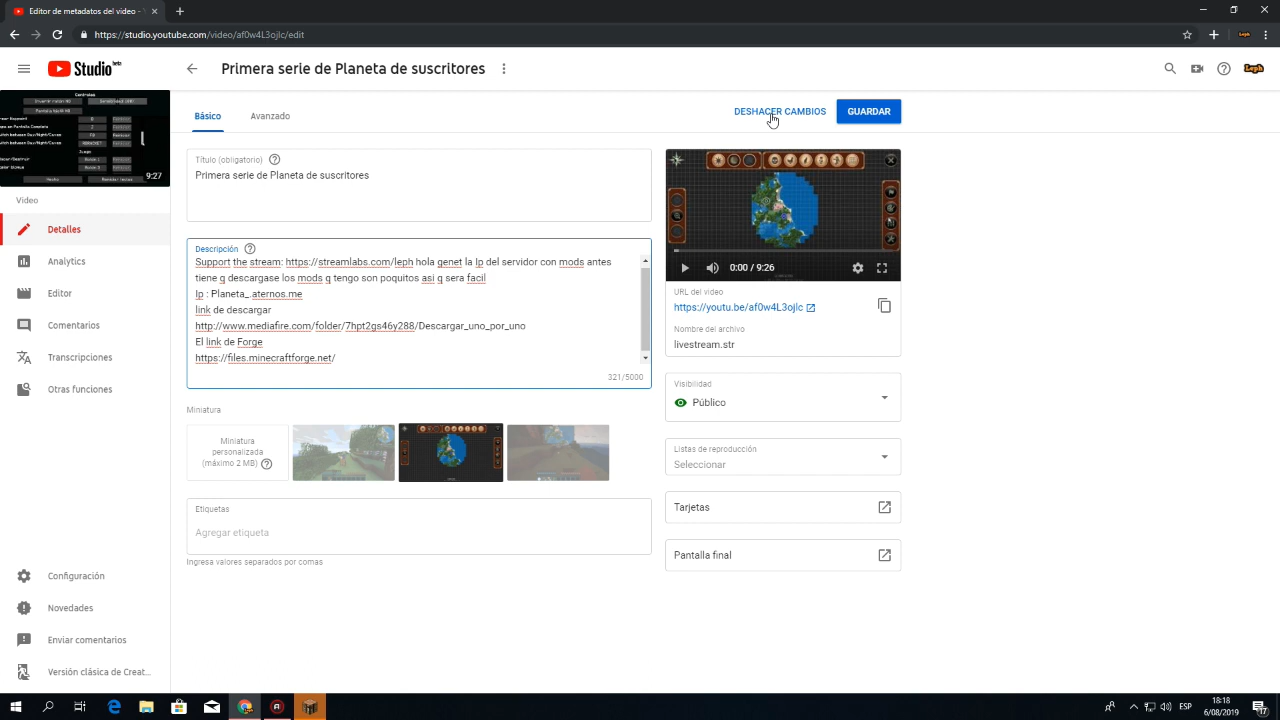 Editor de metadatos del video -
https://studio.youtube.com/video/af0w4L3ojlc/edit
Leph
Studio beta
Primera serie de Planeta de suscritores
Leph
Controles
9:27
Video
Detalles
Analytics
Editor
Comentarios
Transcripciones
Otras funciones
Configuración
Novedades
Enviar comentarios
Versión clásica de Creat...
Básico
Avanzado
DESHACER CAMBIOS
GUARDAR
Título (obligatorio)
Primera serie de Planeta de suscritores
Descripción
Support the stream: https://streamlabs.com/leph hola genet la Ip del servidor con mods antes
tiene q descargase los mods q tengo son poquitos asi q sera facil
Ip : Planeta_.aternos.me
link de descargar
http://www.mediafire.com/folder/7hpt2gs46y288/Descargar_uno_por_uno
El link de Forge
https://files.minecraftforge.net/
321/5000
Miniatura
Miniatura
personalizada
(máximo 2 MB)
Etiquetas
Agregar etiqueta
Ingresa valores separados por comas
0:00 / 9:26
URL del video
https://youtu.be/af0w4L3ojlc
Nombre del archivo
livestream.str
Visibilidad
Público
Listas de reproducción
Seleccionar
Tarjetas
Pantalla final
ESP
18:18
6/08/2019
17